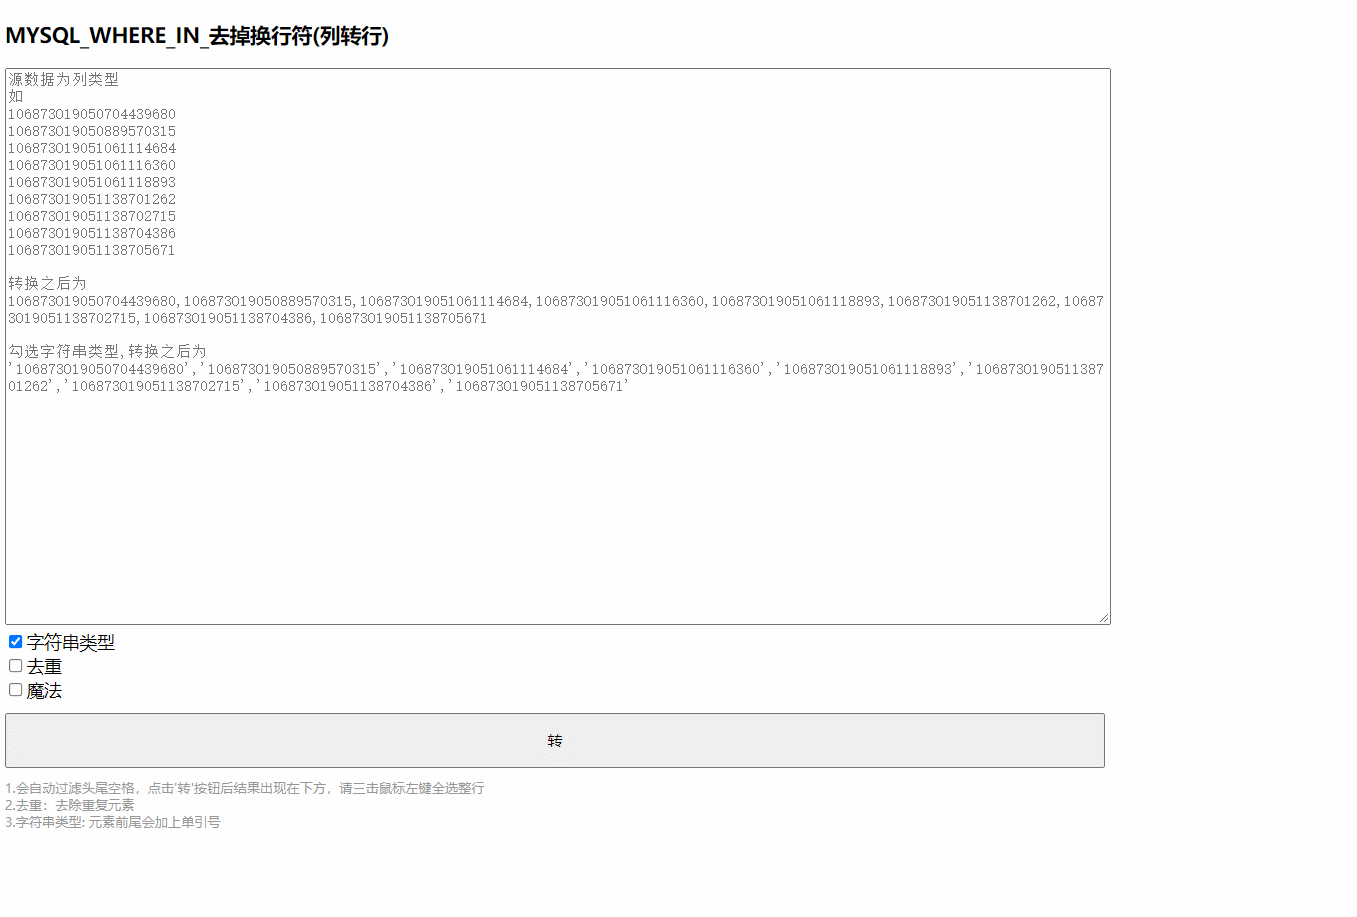 MYSQL_WHERE_IN_去掉换行符(列转行)
源数据为列类型
如
106873019050704439680
106873019050889570315
106873019051061114684
106873019051061116360
106873019051061118893
106873019051138701262
106873019051138702715
106873019051138704386
106873019051138705671
转换之后为
106873019050704439680,106873019050889570315,106873019051061114684,106873019051061116360,106873019051061118893,106873019051138701262,10687
3019051138702715,106873019051138704386,106873019051138705671
勾选字符串类型,转换之后为
'106873019050704439680','106873019050889570315','106873019051061114684','106873019051061116360','106873019051061118893','1068730190511387
01262','106873019051138702715','106873019051138704386','106873019051138705671'
字符串类型
去重
魔法
转
1.会自动过滤头尾空格，点击'转'按钮后结果出现在下方，请三击鼠标左键全选整行
2.去重：去除重复元素
3.字符串类型: 元素前尾会加上单引号